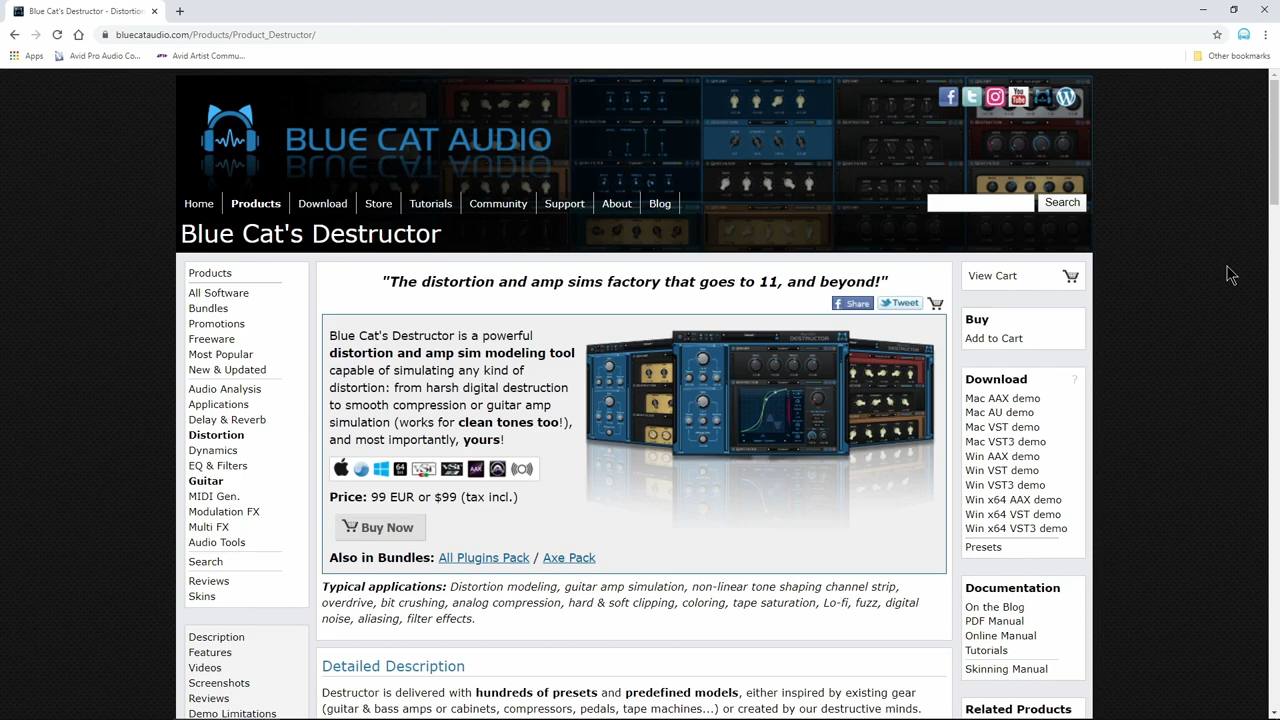 Blue Cat's Destructor - Distortio
bluecataudio.com/Products/Product_Destructor/
Apps
Avid Pro Audio Co...
Avid Artist Commu...
Other bookmarks
BLUE CAT AUDIO
Home
Products
Download
Store
Tutorials
Community
Support
About
Blog
Search
Blue Cat's Destructor
Products
All Software
Bundles
Promotions
Freeware
Most Popular
New & Updated
Audio Analysis
Applications
Delay & Reverb
Distortion
Dynamics
EQ & Filters
Guitar
MIDI Gen.
Modulation FX
Multi FX
Audio Tools
Search
Reviews
Skins
Description
Features
Videos
Screenshots
Reviews
Demo Limitations
"The distortion and amp sims factory that goes to 11, and beyond!"
Share
Tweet
Blue Cat's Destructor is a powerful
distortion and amp sim modeling tool
capable of simulating any kind of
distortion: from harsh digital destruction
to smooth compression or guitar amp
simulation (works for clean tones too!),
and most importantly, yours!
Price: 99 EUR or $99 (tax incl.)
Buy Now
Also in Bundles: All Plugins Pack / Axe Pack
Typical applications: Distortion modeling, guitar amp simulation, non-linear tone shaping channel strip,
overdrive, bit crushing, analog compression, hard & soft clipping, coloring, tape saturation, Lo-fi, fuzz, digital
noise, aliasing, filter effects.
Detailed Description
Destructor is delivered with hundreds of presets and predefined models, either inspired by existing gear
(guitar & bass amps or cabinets, compressors, pedals, tape machines...) or created by our destructive minds.
View Cart
Buy
Add to Cart
Download
?
Mac AAX demo
Mac AU demo
Mac VST demo
Mac VST3 demo
Win AAX demo
Win VST demo
Win VST3 demo
Win x64 AAX demo
Win x64 VST demo
Win x64 VST3 demo
Presets
Documentation
On the Blog
PDF Manual
Online Manual
Tutorials
Skinning Manual
Related Products